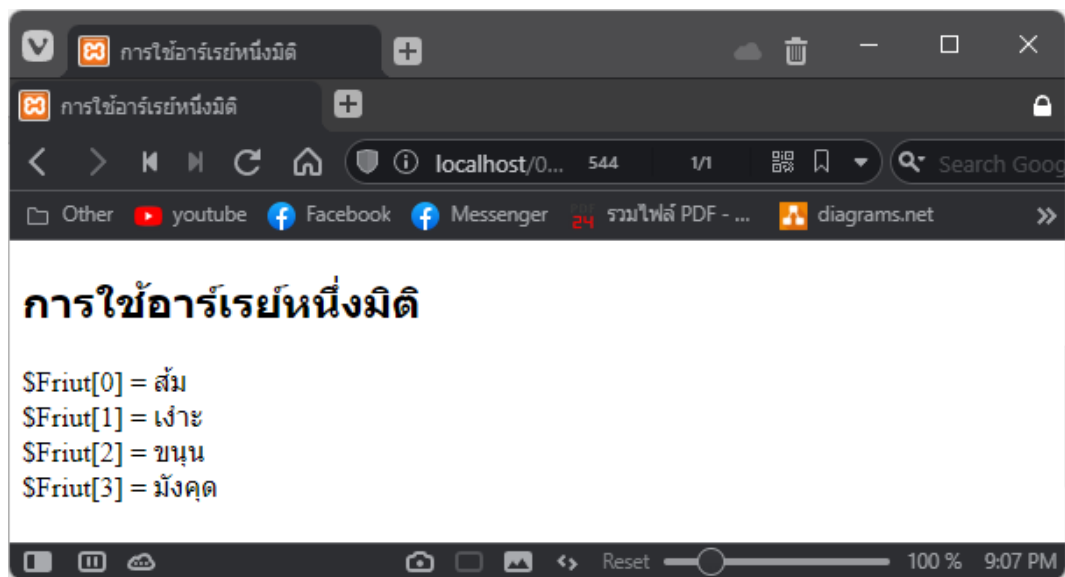 การใช้อาร์เรย์หนึ่งมิติ
การใช้อาร์เรย์หนึ่งมิติ
localhost/0... 544 1/1 Search Goog
Other youtube Facebook Messenger PDF 24 รวมไฟล์ PDF - ... diagrams.net
การใช้อาร์เรย์หนึ่งมิติ
$Friut[0] = ส้ม
$Friut[1] = เงาะ
$Friut[2] = ขนุน
$Friut[3] = มังคุด
Reset 100 % 9:07 PM